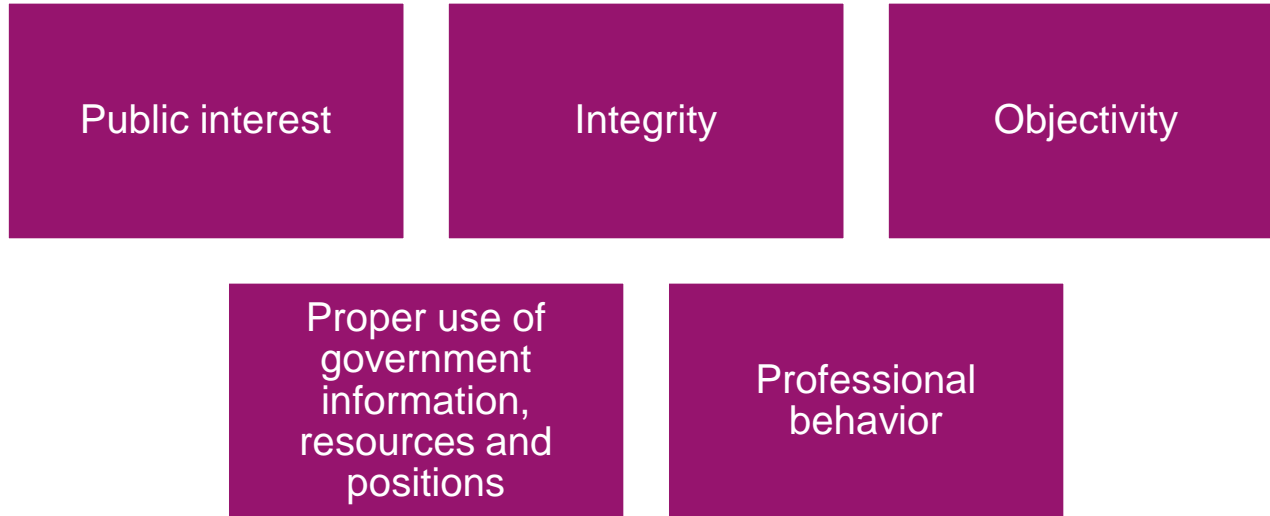 Public interest
Integrity
Objectivity
Proper use of
government
information,
resources and
positions
Professional
behavior